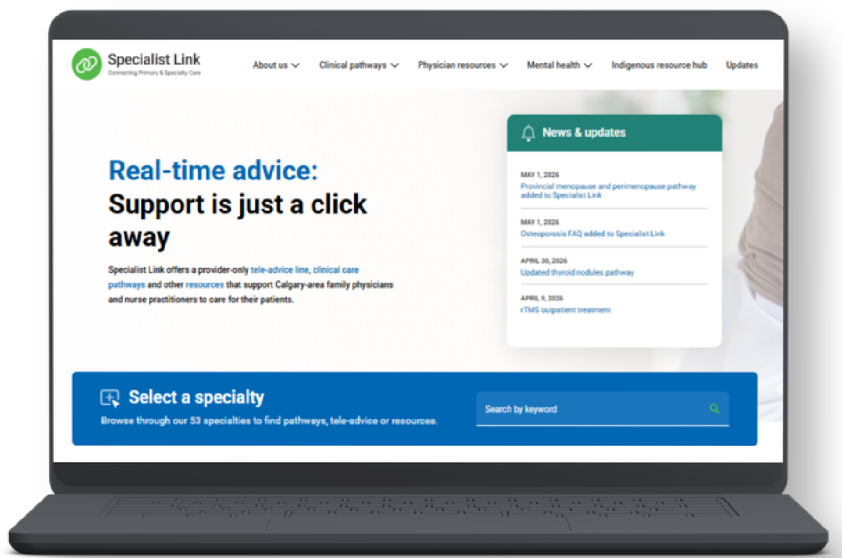 Specialist Link
Connecting Primary & Specialty Care
About us
Clinical pathways
Physician resources
Mental health
Indigenous resource hub
Updates
Real-time advice:
Support is just a click
away
Specialist Link offers a provider-only tele-advice line, clinical care
pathways and other resources that support Calgary-area family physicians
and nurse practitioners to care for their patients.
News & updates
MAY 1, 2026
Provincial menopause and perimenopause pathway
added to Specialist Link
MAY 1, 2026
Osteoporosis FAQ added to Specialist Link
APRIL 30, 2026
Updated thyroid nodules pathway
APRIL 9, 2026
rTMS outpatient treatment
Select a specialty
Browse through our 53 specialties to find pathways, tele-advice or resources.
Search by keyword